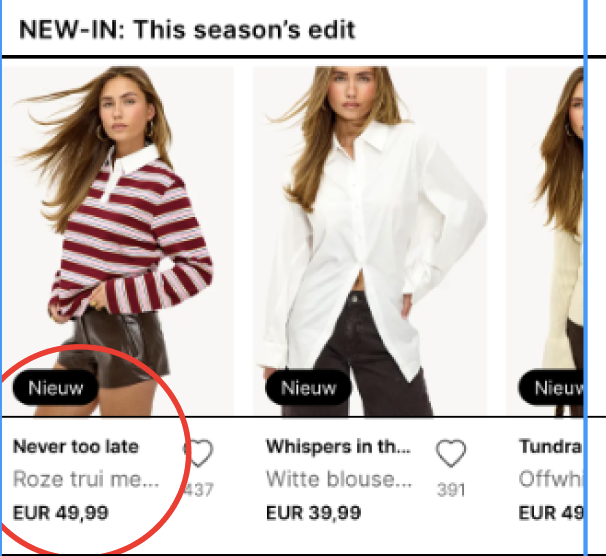 NEW-IN: This season's edit
Nieuw
Nieuw
Nieuw
Never too late
Roze trui me...
437
EUR 49,99
Whispers in th...
Witte blouse...
391
EUR 39,99
Tundra
Offwhi
EUR 49